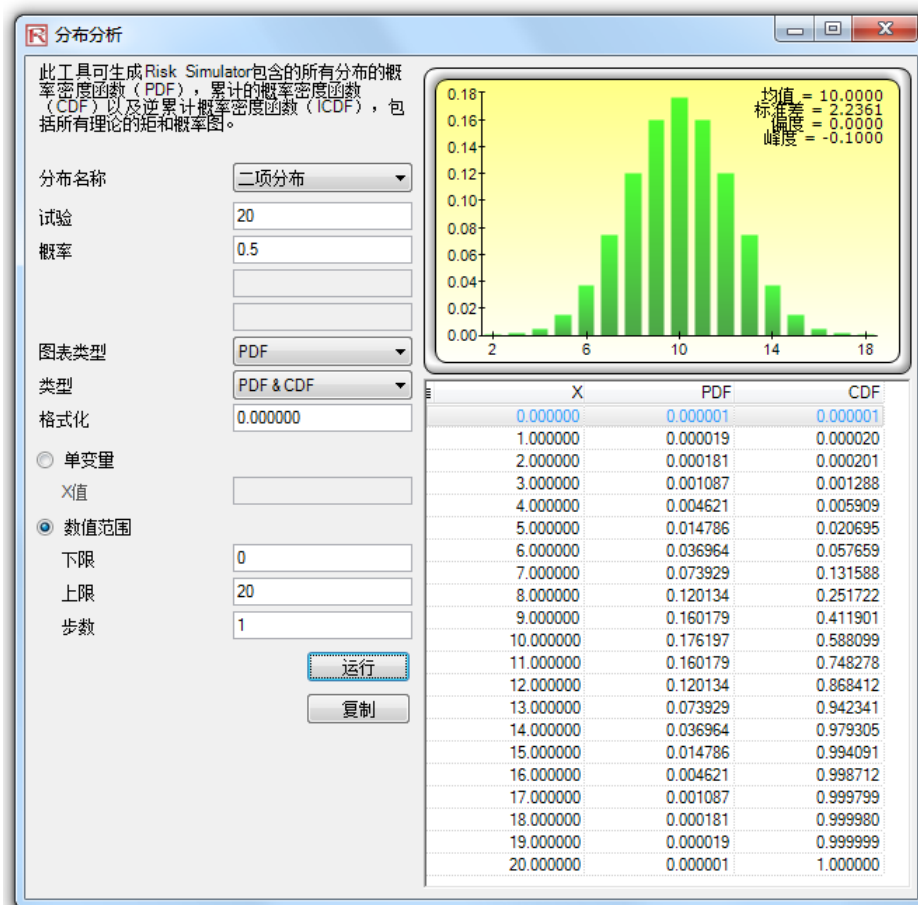 分布分析
此工具可生成Risk Simulator包含的所有分布的概
率密度函数(PDF),累计的概率密度函数
(CDF)以及逆累计概率密度函数(ICDF),包
括所有理论的矩和概率图。
分布名称 二项分布
试验 20
概率 0.5
图表类型 PDF
类型 PDF & CDF
格式化 0.000000
单变量
X值
数值范围
下限 0
上限 20
步数 1
运行
复制
均值 = 10.0000
标准差 = 2.2361
偏度 = 0.0000
峰度 = -0.1000
0.18
0.16
0.14
0.12
0.10
0.08
0.06
0.04
0.02
0.00
2 6 10 14 18
X PDF CDF
0.000000 0.000001 0.000001
1.000000 0.000019 0.000020
2.000000 0.000181 0.000201
3.000000 0.001087 0.001288
4.000000 0.004621 0.005909
5.000000 0.014786 0.020695
6.000000 0.036964 0.057659
7.000000 0.073929 0.131588
8.000000 0.120134 0.251722
9.000000 0.160179 0.411901
10.000000 0.176197 0.588099
11.000000 0.160179 0.748278
12.000000 0.120134 0.868412
13.000000 0.073929 0.942341
14.000000 0.036964 0.979305
15.000000 0.014786 0.994091
16.000000 0.004621 0.998712
17.000000 0.001087 0.999799
18.000000 0.000181 0.999980
19.000000 0.000019 0.999999
20.000000 0.000001 1.000000